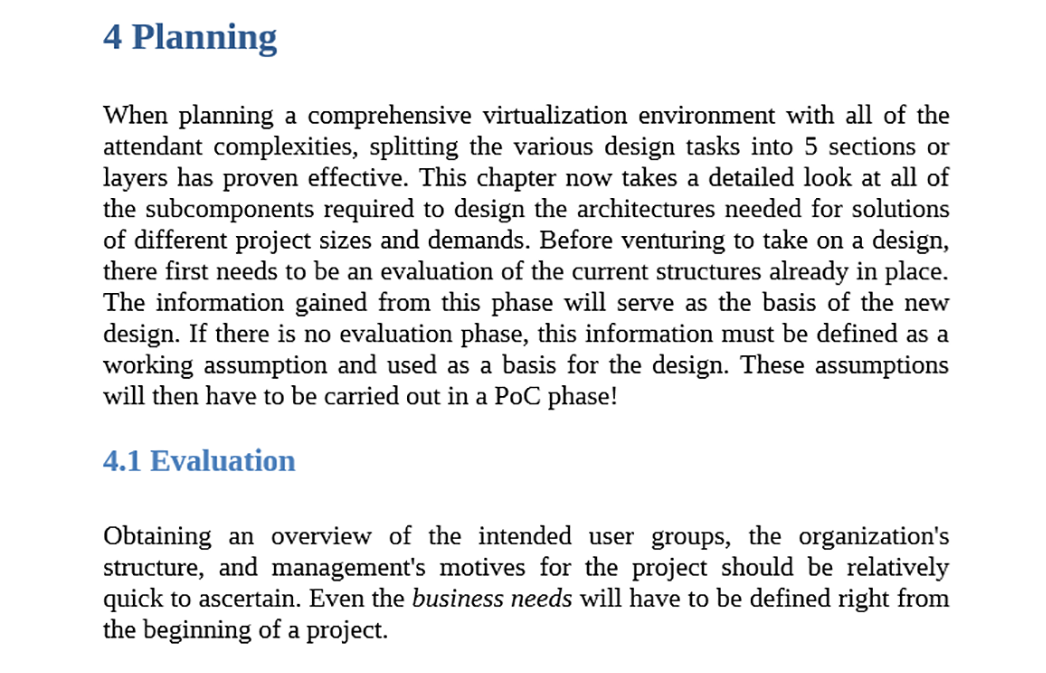 4 Planning
When planning a comprehensive virtualization environment with all of the
attendant complexities, splitting the various design tasks into 5 sections or
layers has proven effective. This chapter now takes a detailed look at all of
the subcomponents required to design the architectures needed for solutions
of different project sizes and demands. Before venturing to take on a design,
there first needs to be an evaluation of the current structures already in place.
The information gained from this phase will serve as the basis of the new
design. If there is no evaluation phase, this information must be defined as a
working assumption and used as a basis for the design. These assumptions
will then have to be carried out in a PoC phase!
4.1 Evaluation
Obtaining an overview of the intended user groups, the organization's
structure, and management's motives for the project should be relatively
quick to ascertain. Even the business needs will have to be defined right from
the beginning of a project.